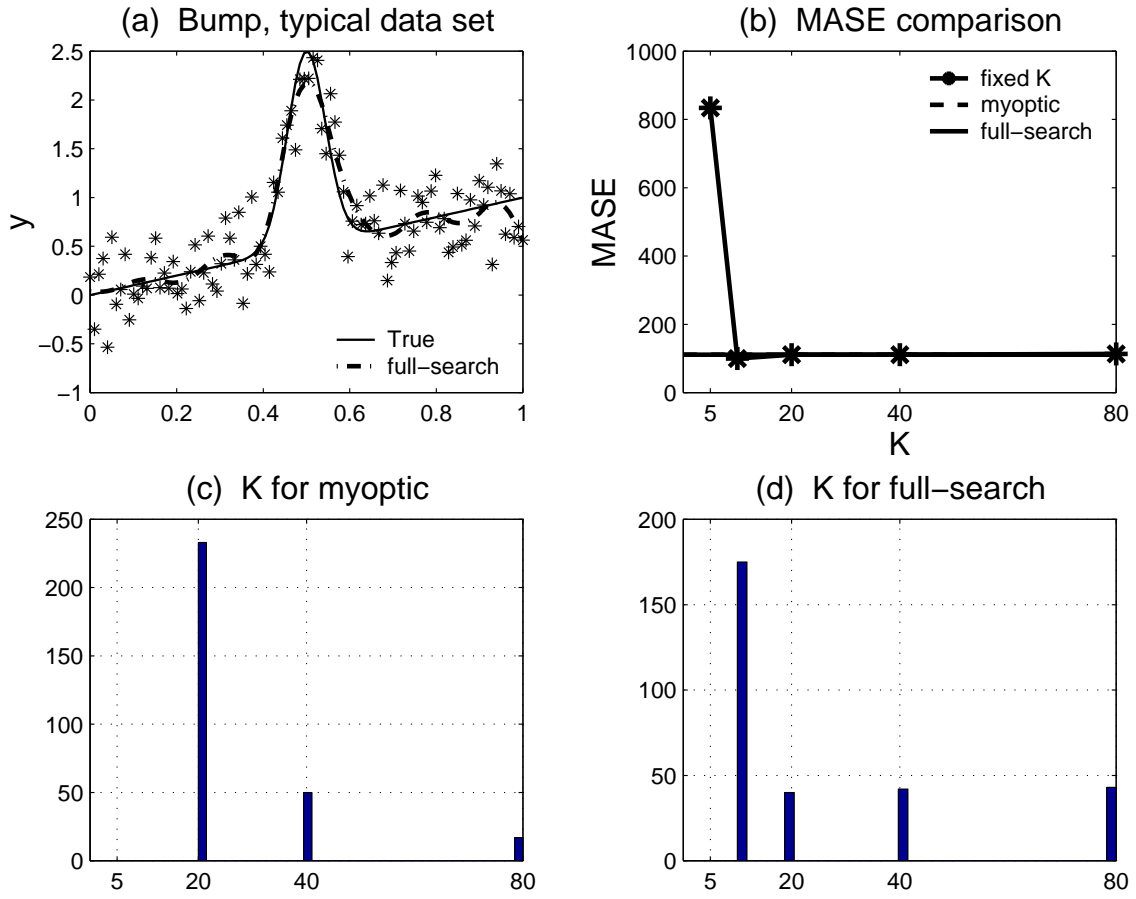 (a) Bump, typical data set
2.5
2
1.5
1
0.5
0
−0.5
−1
y
0 0.2 0.4 0.6 0.8 1
True
full−search
(b) MASE comparison
1000
800
600
400
200
0
MASE
5 20 40 80
K
fixed K
myoptic
full−search
(c) K for myoptic
250
200
150
100
50
0
5 20 40 80
(d) K for full−search
200
150
100
50
0
5 20 40 80